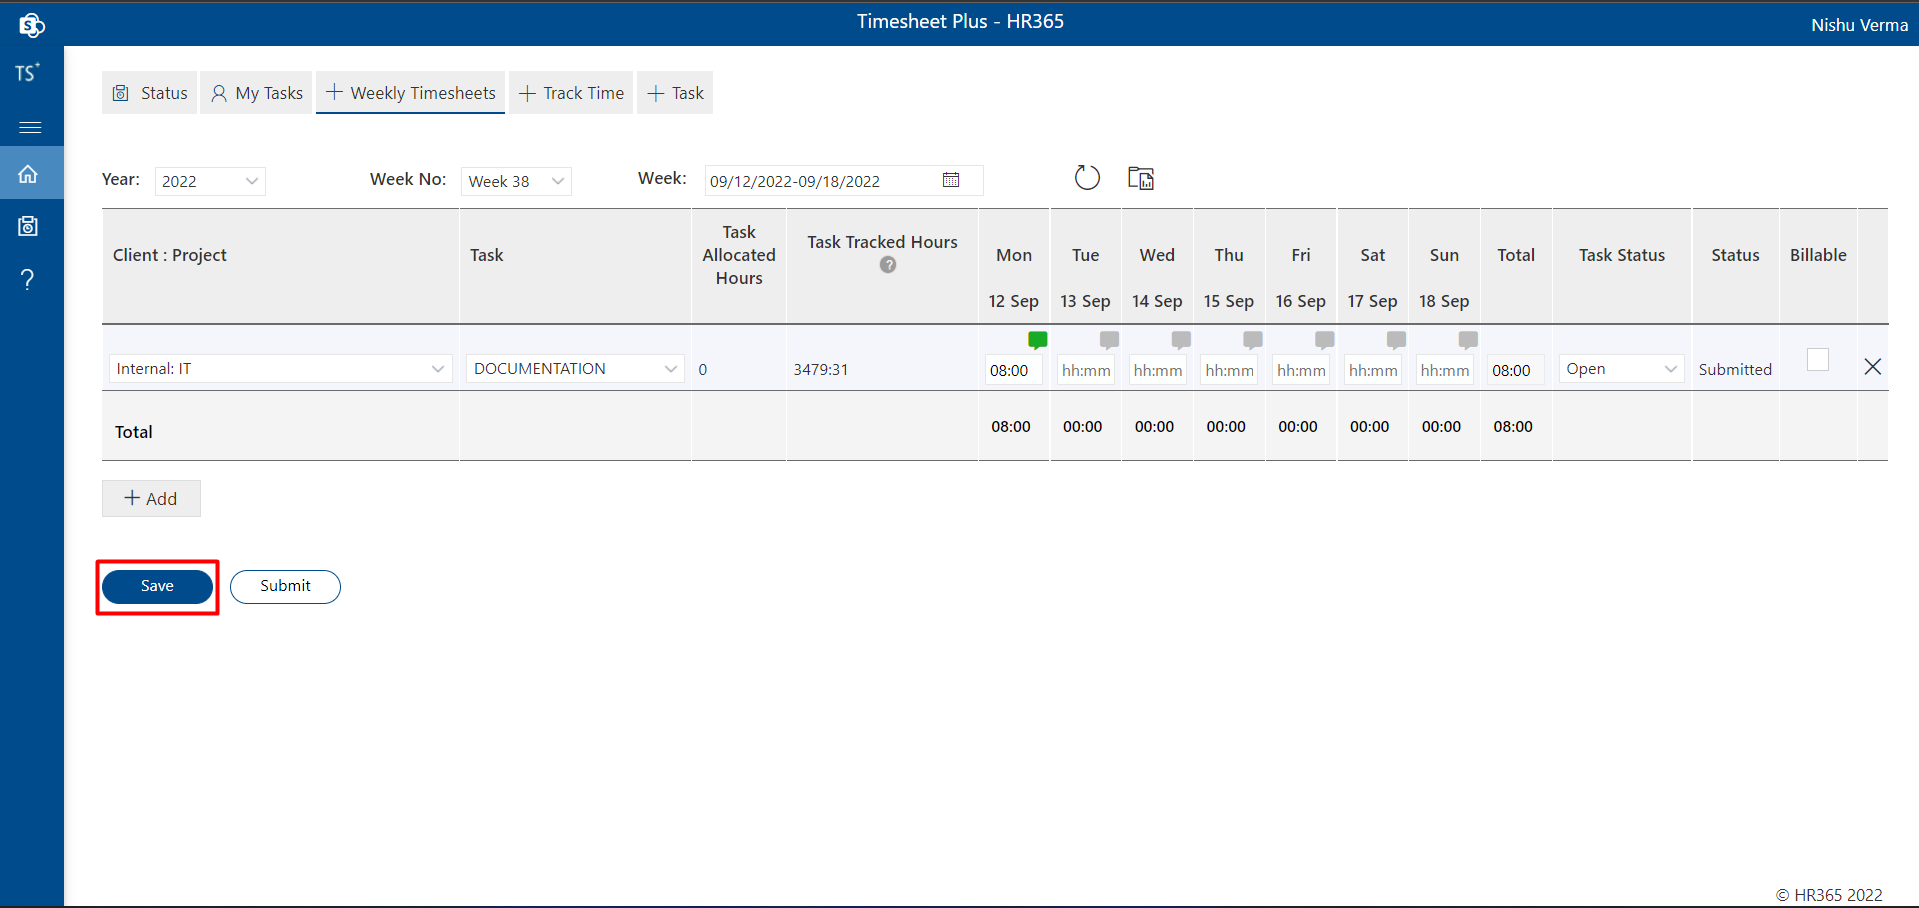 Timesheet Plus - HR365
Nishu Verma
TS+
Status My Tasks + Weekly Timesheets + Track Time + Task
Year: 2022 Week No: Week 38 Week: 09/12/2022-09/18/2022
Client : Project Task Task Allocated Hours Task Tracked Hours ? Mon Tue Wed Thu Fri Sat Sun Total Task Status Status Billable
12 Sep 13 Sep 14 Sep 15 Sep 16 Sep 17 Sep 18 Sep
Internal: IT DOCUMENTATION 0 3479:31 08:00 hh:mm hh:mm hh:mm hh:mm hh:mm hh:mm 08:00 Open Submitted
Total 08:00 00:00 00:00 00:00 00:00 00:00 00:00 08:00
+ Add
Save Submit
© HR365 2022